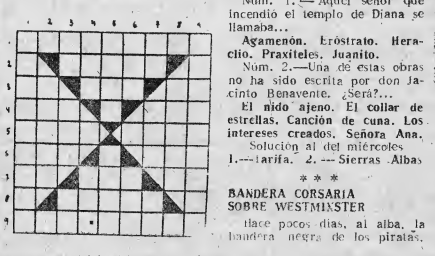 1 2 3 4 5 6 7 8 9
1
2
3
4
5
6
7
8
9
Núm. 1.—Aquel señor que
incendió el templo de Diana se
llamaba...
Agamenón. Eróstrato. Hera-
clio. Praxiteles. Juanito.
Núm. 2.—Una de estas obras
no ha sido escrita por don Ja-
cinto Benavente. ¿Será?...
El nido ajeno. El collar de
estrellas. Canción de cuna. Los
intereses creados. Señora Ana.
Solución al del miércoles
1.—Tarifa. 2. — Sierras Albas
* * *
BANDERA CORSARIA
SOBRE WESTMINSTER
Hace pocos días, al alba, la
bandera negra de los piratas,